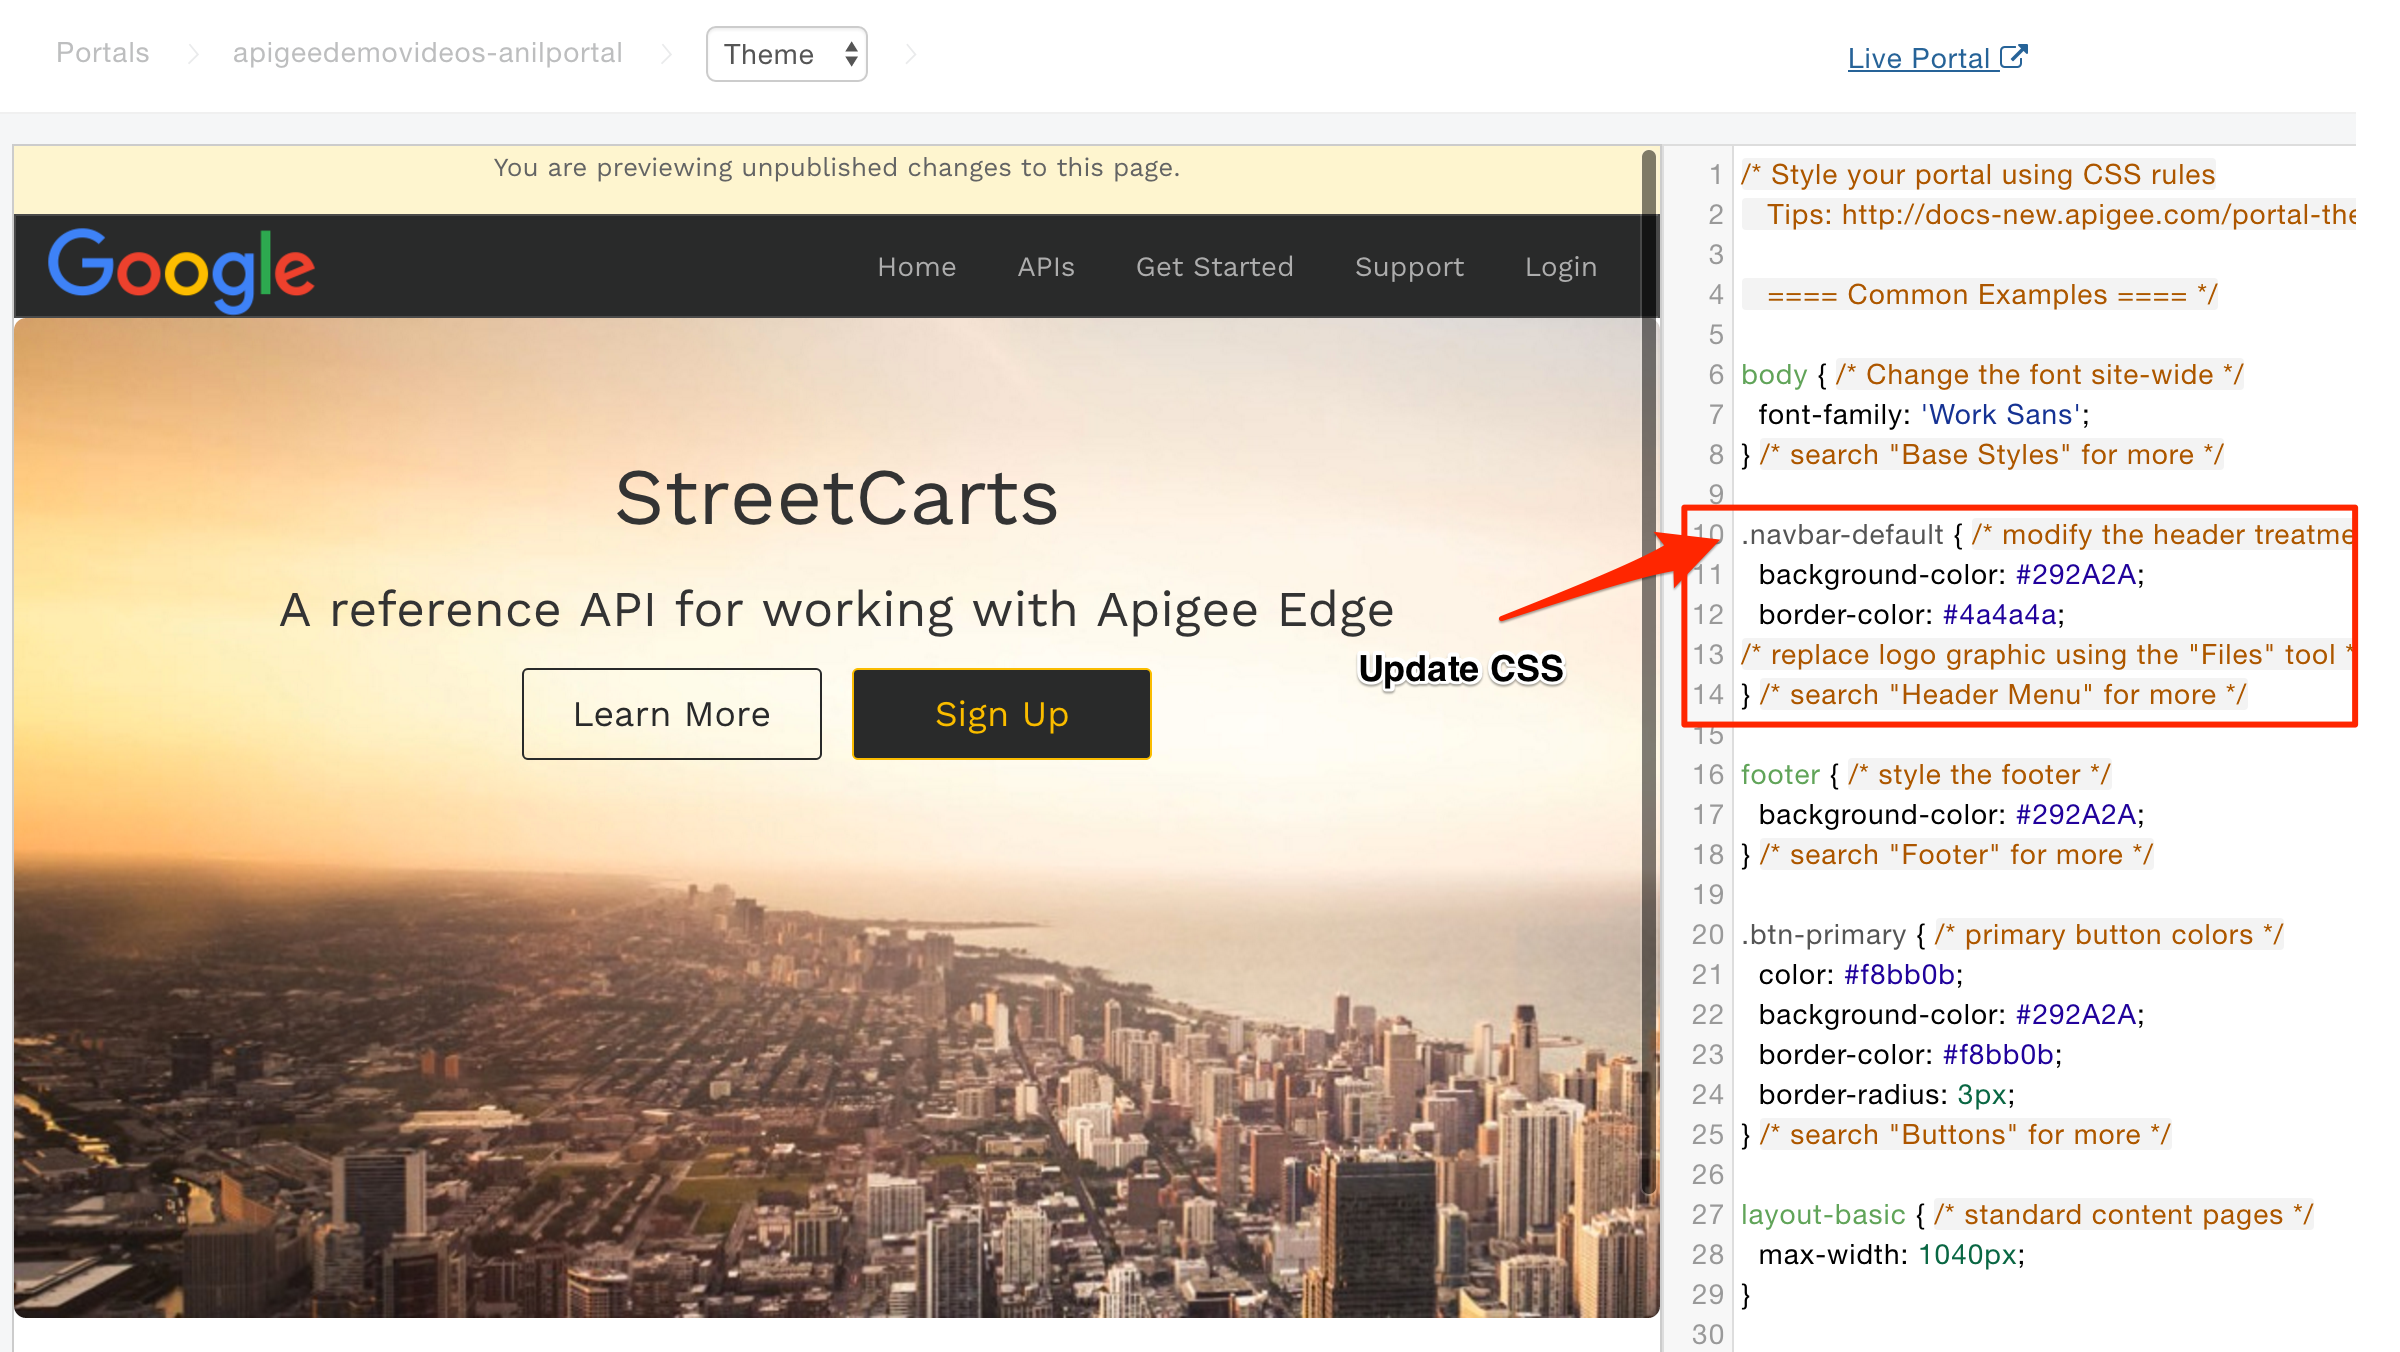 Portals
apigeedemovideos-anilportal
Theme
Live Portal
You are previewing unpublished changes to this page.
Google
Home APIs Get Started Support Login
StreetCarts
A reference API for working with Apigee Edge
Learn More
Sign Up
Update CSS
1 /* Style your portal using CSS rules
2 Tips: http://docs-new.apigee.com/portal-the
3
4 ==== Common Examples ==== */
5
6 body { /* Change the font site-wide */
7 font-family: 'Work Sans';
8 } /* search "Base Styles" for more */
9
10 .navbar-default { /* modify the header treatme
11 background-color: #292A2A;
12 border-color: #4a4a4a;
13 /* replace logo graphic using the "Files" tool *
14 } /* search "Header Menu" for more */
15
16 footer { /* style the footer */
17 background-color: #292A2A;
18 } /* search "Footer" for more */
19
20 .btn-primary { /* primary button colors */
21 color: #f8bb0b;
22 background-color: #292A2A;
23 border-color: #f8bb0b;
24 border-radius: 3px;
25 } /* search "Buttons" for more */
26
27 layout-basic { /* standard content pages */
28 max-width: 1040px;
29 }
30